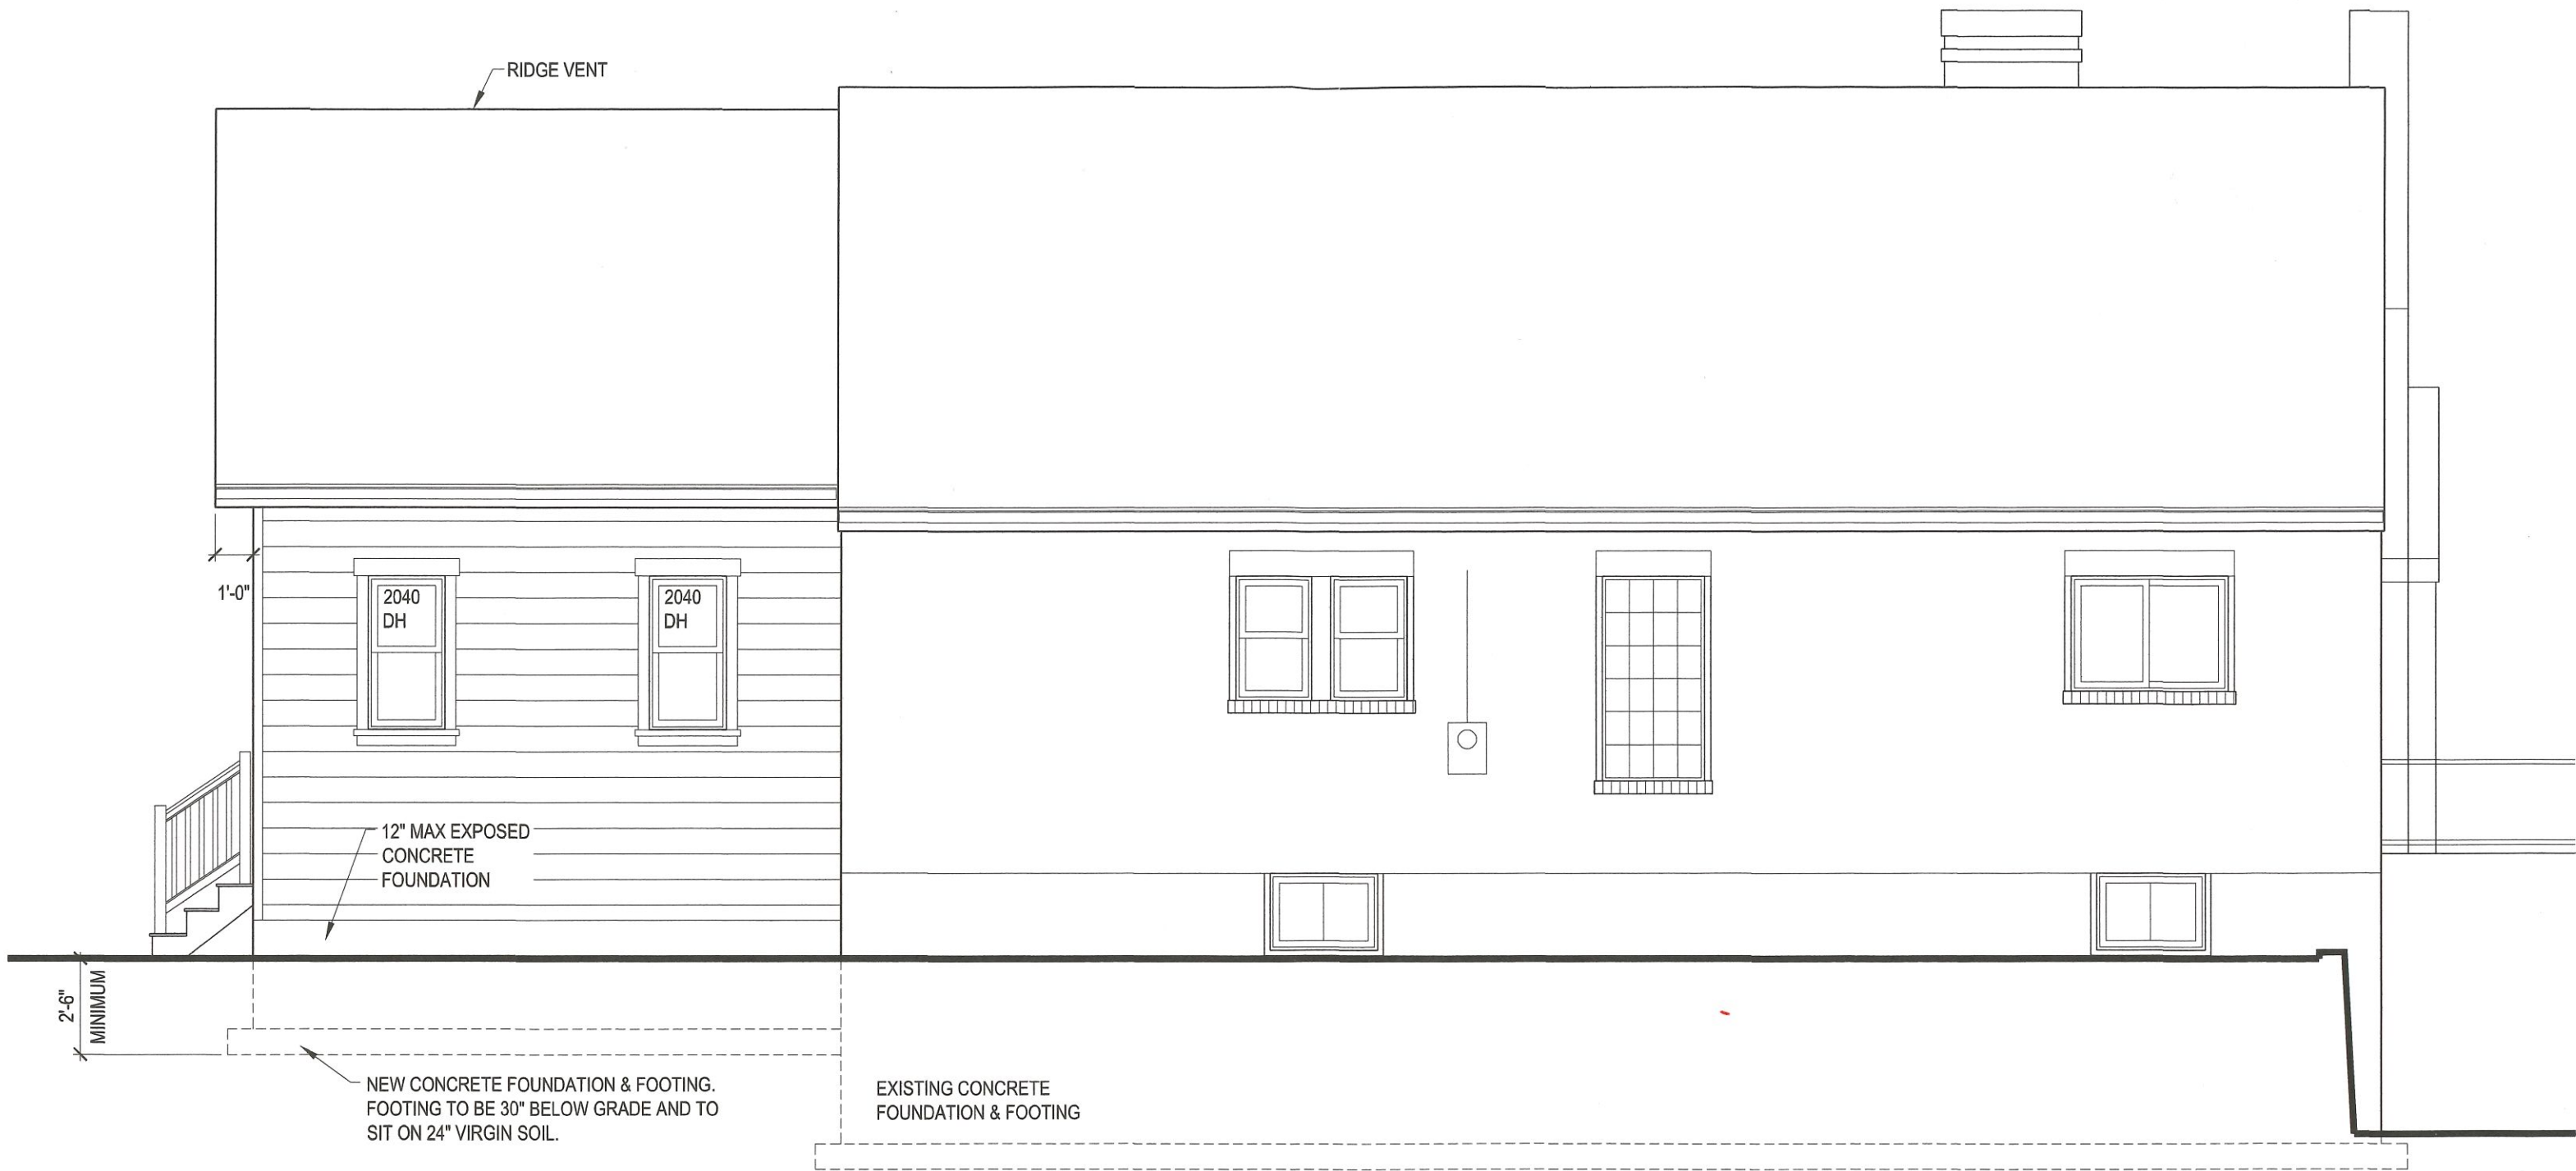 RIDGE VENT
1'-0"
2040
DH
2040
DH
12" MAX EXPOSED
CONCRETE
FOUNDATION
2'-6"
MINIMUM
NEW CONCRETE FOUNDATION & FOOTING.
FOOTING TO BE 30" BELOW GRADE AND TO
SIT ON 24" VIRGIN SOIL.
EXISTING CONCRETE
FOUNDATION & FOOTING